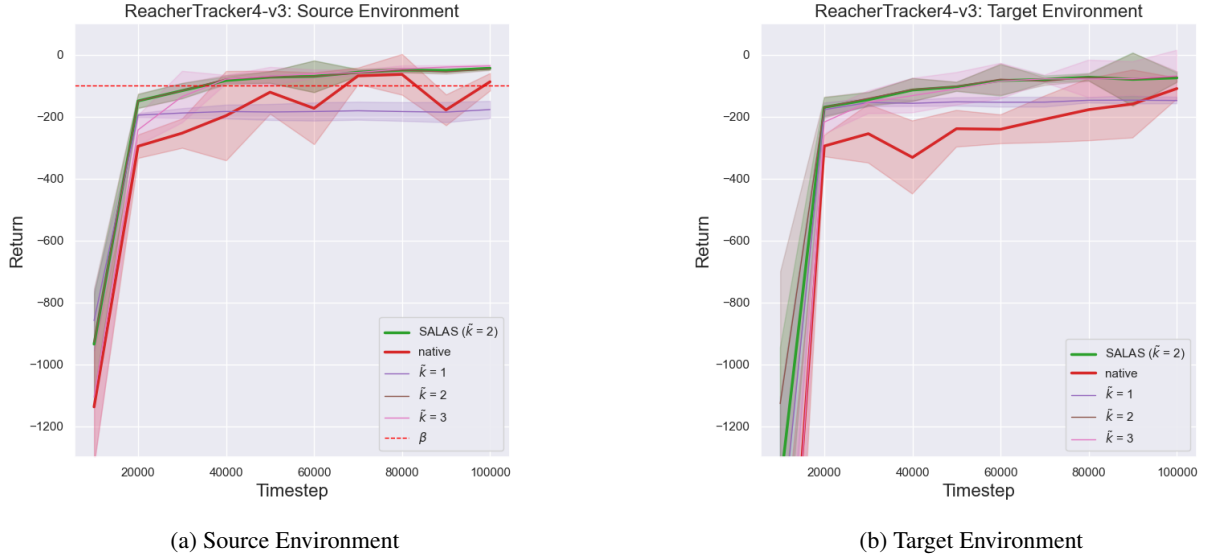 ReacherTracker4-v3: Source Environment
0
−200
−400
−600
−800
−1000
−1200
Return
20000
40000
60000
80000
100000
Timestep
SALAS (k̃ = 2)
native
k̃ = 1
k̃ = 2
k̃ = 3
β
(a) Source Environment
ReacherTracker4-v3: Target Environment
0
−200
−400
−600
−800
−1000
−1200
Return
20000
40000
60000
80000
100000
Timestep
SALAS (k̃ = 2)
native
k̃ = 1
k̃ = 2
k̃ = 3
(b) Target Environment